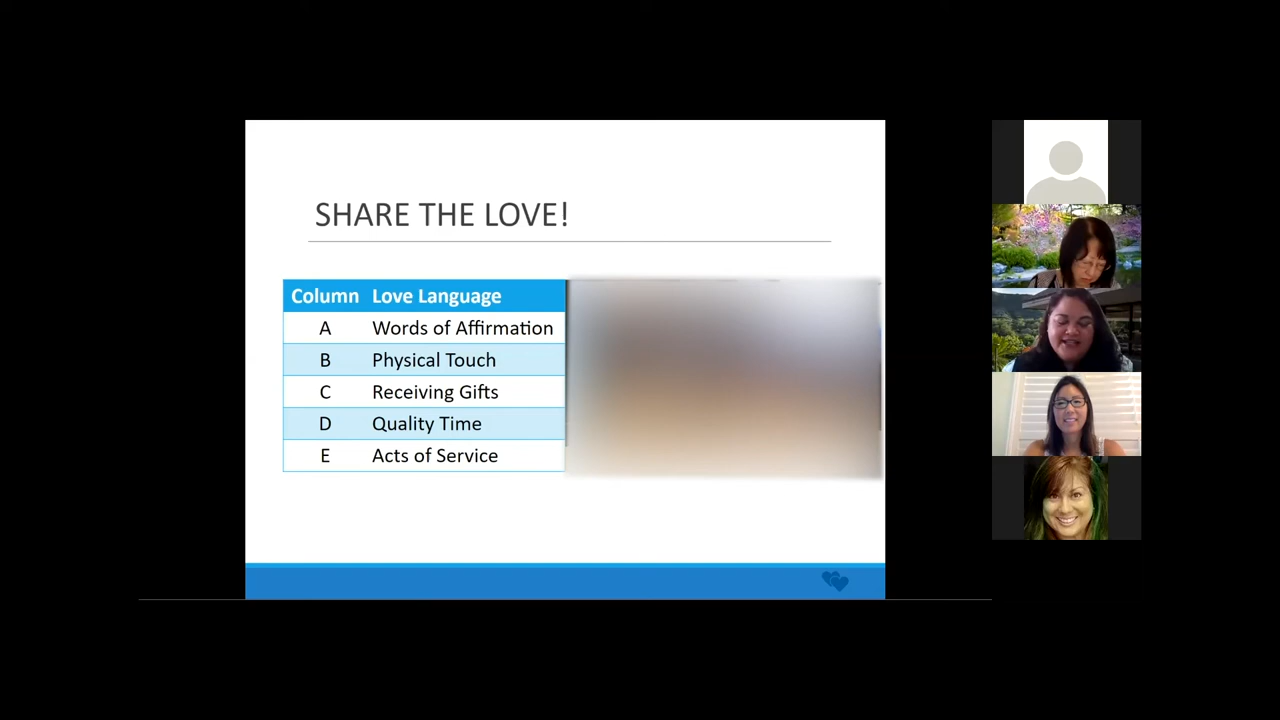 SHARE THE LOVE!
Column Love Language
A Words of Affirmation
B Physical Touch
C Receiving Gifts
D Quality Time
E Acts of Service